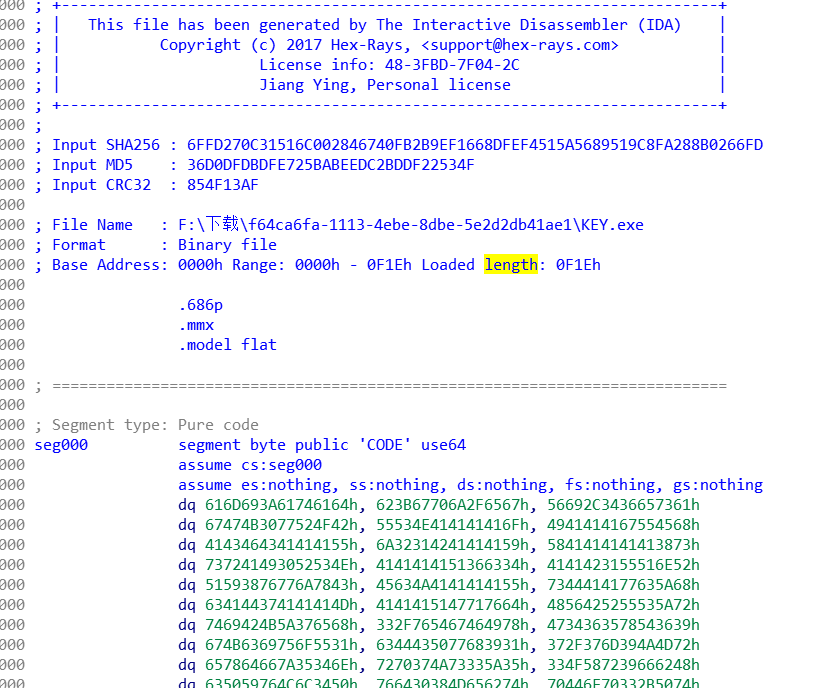 000 ; +-------------------------------------------------------------------------+
000 ; | This file has been generated by The Interactive Disassembler (IDA) |
000 ; | Copyright (c) 2017 Hex-Rays, <support@hex-rays.com> |
000 ; | License info: 48-3FBD-7F04-2C |
000 ; | Jiang Ying, Personal license |
000 ; +-------------------------------------------------------------------------+
000 ;
000 ; Input SHA256 : 6FFD270C31516C002846740FB2B9EF1668DFEF4515A5689519C8FA288B0266FD
000 ; Input MD5 : 36D0DFDBDFE725BABEEDC2BDDF22534F
000 ; Input CRC32 : 854F13AF
000
000 ; File Name : F:\下载\f64ca6fa-1113-4ebe-8dbe-5e2d2db41ae1\KEY.exe
000 ; Format : Binary file
000 ; Base Address: 0000h Range: 0000h - 0F1Eh Loaded length: 0F1Eh
000
000 .686p
000 .mmx
000 .model flat
000
000 ; ===========================================================================
000
000 ; Segment type: Pure code
000 seg000 segment byte public 'CODE' use64
000 assume cs:seg000
000 assume es:nothing, ss:nothing, ds:nothing, fs:nothing, gs:nothing
000 dq 616D693A61746164h, 623B67706A2F6567h, 56692C3436657361h
000 dq 67474B3077524F42h, 55534E414141416Fh, 4941414167554568h
000 dq 4143464341414155h, 6A32314241414159h, 5841414141413873h
000 dq 737241493052534Eh, 4141414151366334h, 4141423155516E52h
000 dq 51593876776A7843h, 45634A4141414155h, 7344414177635A68h
000 dq 634144374141414Dh, 4141415147717664h, 4856425255535A72h
000 dq 7469424B5A376568h, 332F765467464978h, 4734363578543639h
000 dq 674B6369756F5531h, 6344435077683931h, 372F376D394A4D72h
000 dq 657864667A35346Eh, 7270374A73335A35h, 334F587239666248h
000 dq 635059764C6C3450h, 766430384D656274h, 70446F70332B5074h